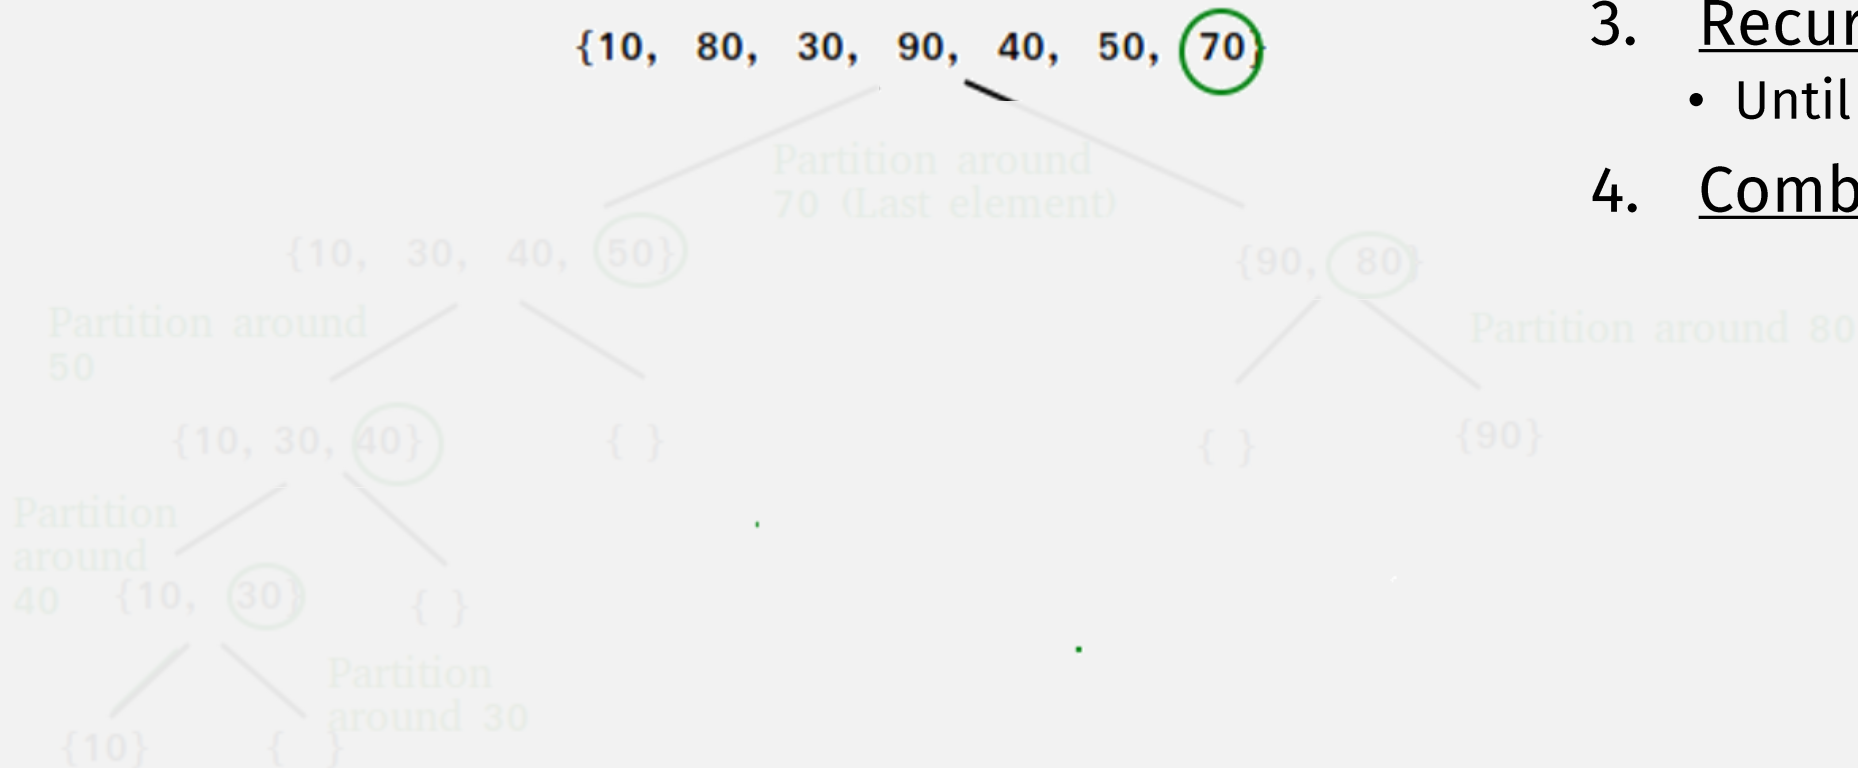 {10, 80, 30, 90, 40, 50, 70}
Partition around
70 (Last element)
{10, 30, 40, 50}
{90, 80}
Partition around
50
Partition around 80
{10, 30, 40}
{ }
{ }
{90}
Partition
around
40
{10, 30}
{ }
Partition
around 30
{10}
{ }
3. Recur
• Until
4. Comb